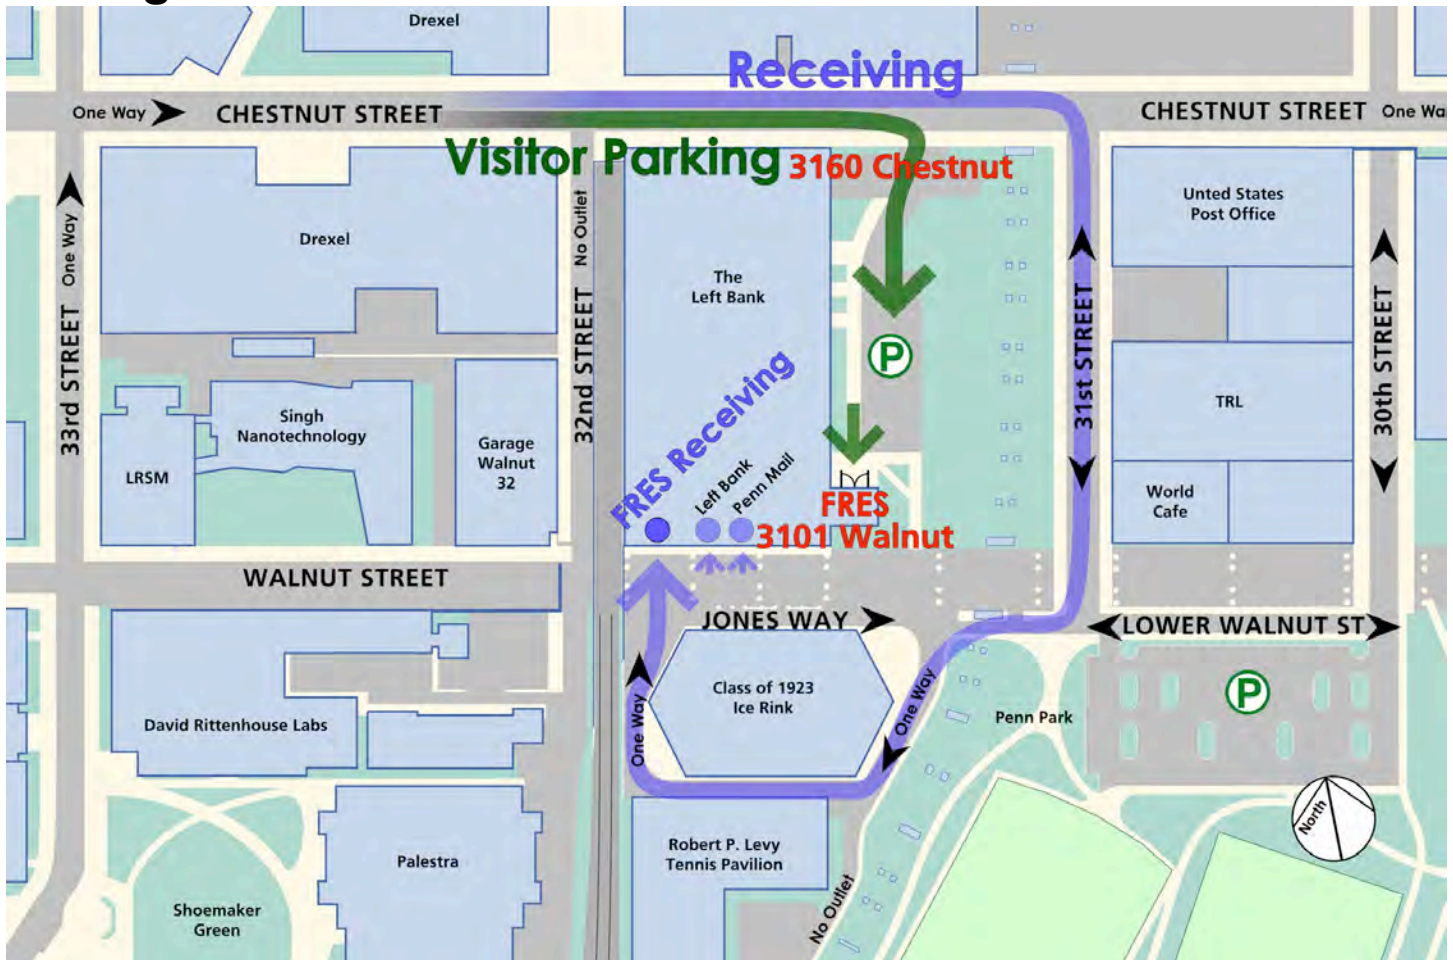 Drexel
Receiving
One Way
CHESTNUT STREET
CHESTNUT STREET
One Wa
Visitor Parking
3160 Chestnut
33rd STREET
One Way
Drexel
32nd STREET
No Outlet
The
Left Bank
P
31st STREET
Unted States
Post Office
30th STREET
TRL
World
Cafe
LRSM
Singh
Nanotechnology
Garage
Walnut
32
FRES Receiving
Left Bank
Penn Mail
FRES
3101 Walnut
WALNUT STREET
JONES WAY
LOWER WALNUT ST
One Way
Class of 1923
Ice Rink
One Way
Penn Park
P
David Rittenhouse Labs
North
Robert P. Levy
Tennis Pavilion
Palestra
No Outlet
Shoemaker
Green